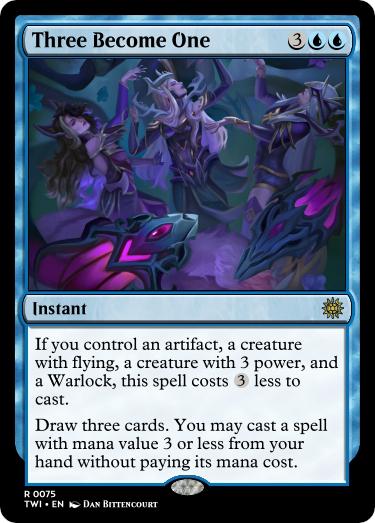 Three Become One 3
Instant
If you control an artifact, a creature
with flying, a creature with 3 power, and
a Warlock, this spell costs 3 less to
cast.
Draw three cards. You may cast a spell
with mana value 3 or less from your
hand without paying its mana cost.
R 0075
TWI • EN Dan Bittencourt